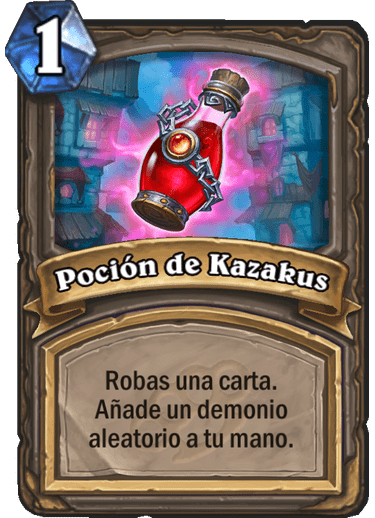 1
Poción de Kazakus
Robas una carta.
Añade un demonio
aleatorio a tu mano.